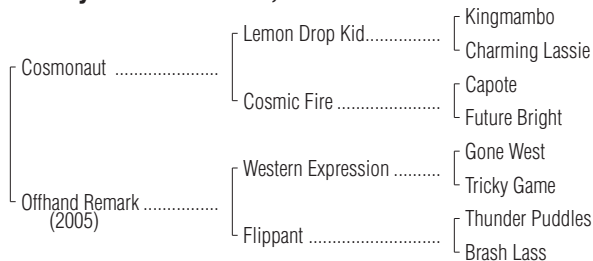 Kingmambo
Lemon Drop Kid.................
Charming Lassie
Cosmonaut .......................
Capote
Cosmic Fire .......................
Future Bright
Gone West
Western Expression ..........
Tricky Game
Offhand Remark .................
(2005)
Thunder Puddles
Flippant .............................
Brash Lass